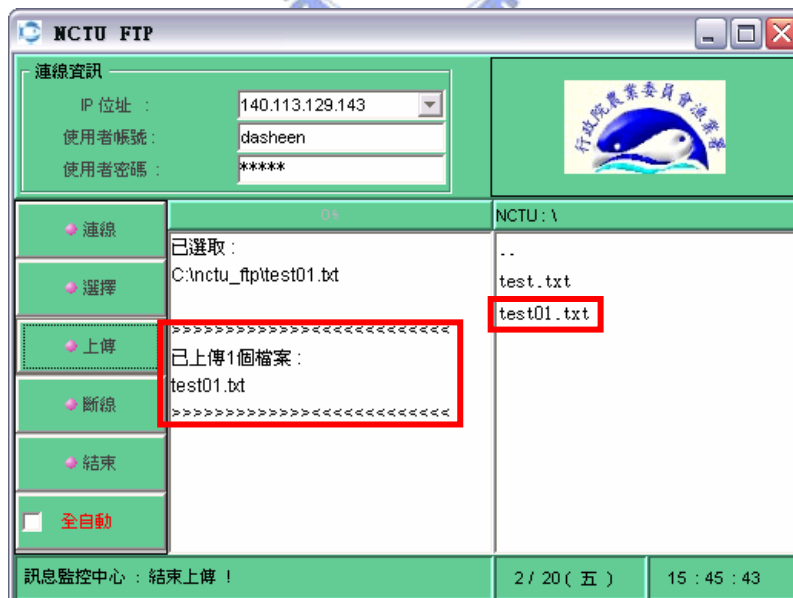 NCTU FTP
連線資訊
IP 位址 :
140.113.129.143
使用者帳號 :
dasheen
使用者密碼 :
*****
行政院農業委員會漁業署
連線
選擇
上傳
斷線
結束
全自動
0%
已選取 :
C:\nctu_ftp\test01.txt
>>>>>>>>>>>>><<<<<<<<<<<<<
已上傳1個檔案 :
test01.txt
>>>>>>>>>>>>><<<<<<<<<<<<<
NCTU : \
..
test.txt
test01.txt
訊息監控中心 : 結束上傳 !
2 / 20 ( 五 )
15 : 45 : 43